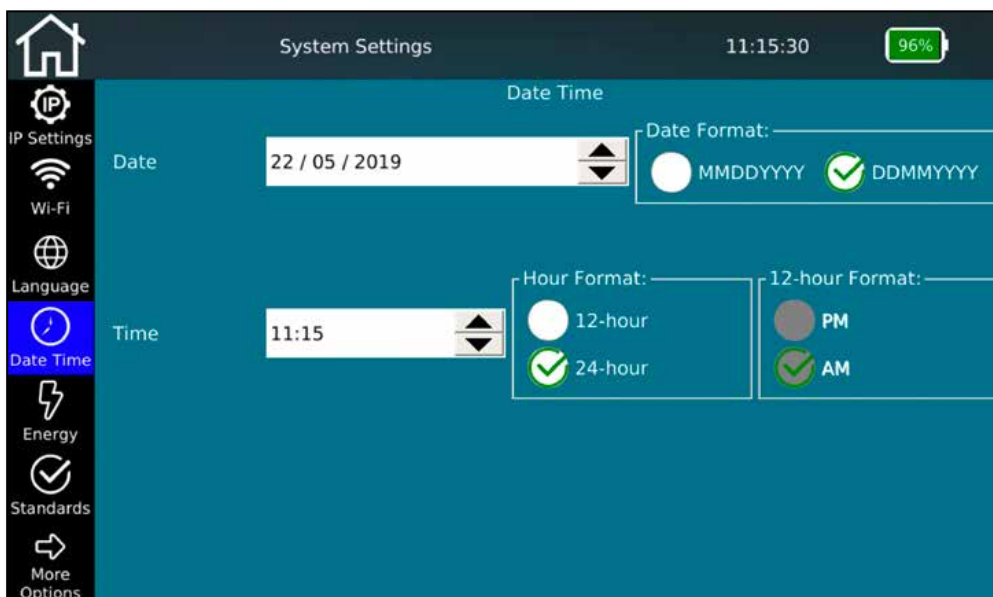 System Settings
11:15:30
96%
IP
IP Settings
Wi-Fi
Language
Date Time
Energy
Standards
More
Options
Date Time
Date
22 / 05 / 2019
Date Format:
MMDDYYYY
DDMMYYYY
Time
11:15
Hour Format:
12-hour
24-hour
12-hour Format:
PM
AM